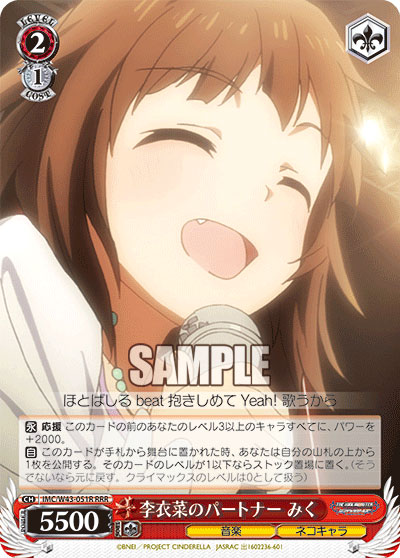 LEVEL
2
1
COST
SAMPLE
ほとばしる beat 抱きしめて Yeah! 歌うから
永 応援 このカードの前のあなたのレベル3以上のキャラすべてに、パワーを
+2000。
自 このカードが手札から舞台に置かれた時、あなたは自分の山札の上から
1枚を公開する。そのカードのレベルが1以下ならストック置場に置く。(そ
うでないなら元に戻す。クライマックスのレベルは0として扱う)
CH IMC/W43-051R RRR
5500
李衣菜のパートナー みく
音楽
ネコキャラ
©BNEI/PROJECT CINDERELLA JASRAC 出1602236-601